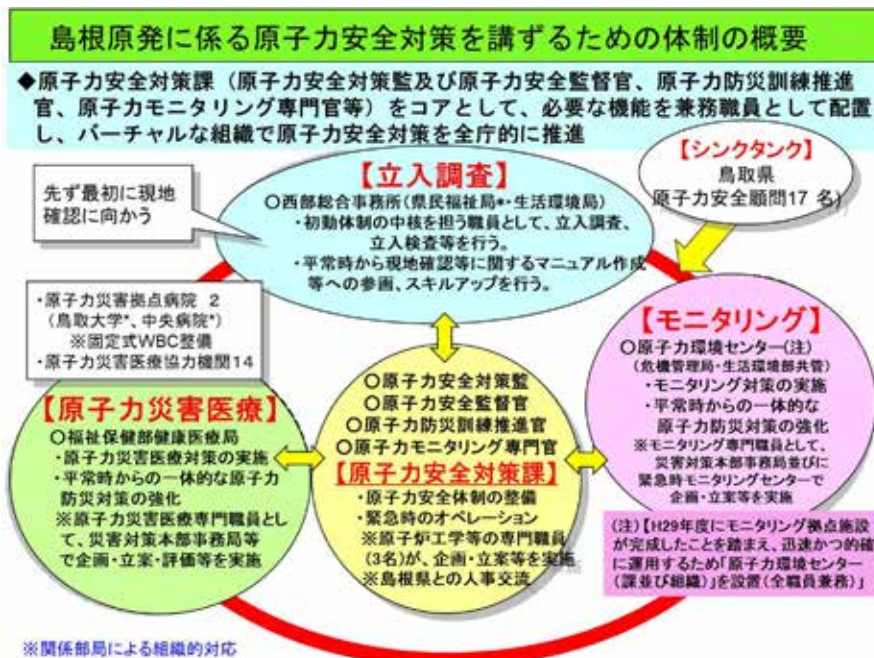 島根原発に係る原子力安全対策を講ずるための体制の概要
◆原子力安全対策課（原子力安全対策監及び原子力安全監督官、原子力防災訓練推進
官、原子力モニタリング専門官等）をコアとして、必要な機能を兼務職員として配置
し、バーチャルな組織で原子力安全対策を全庁的に推進
先ず最初に現地
確認に向かう
【立入調査】
○西部総合事務所(県民福祉局*・生活環境局)
・初動体制の中核を担う職員として、立入調査、
立入検査等を行う。
・平常時から現地確認等に関するマニュアル作成
等への参画、スキルアップを行う。
【シンクタンク】
鳥取県
原子力安全顧問17 名)
・原子力災害拠点病院 2
(鳥取大学*、中央病院*)
※固定式WBC整備
・原子力災害医療協力機関14
【原子力災害医療】
○福祉保健部健康医療局
・原子力災害医療対策の実施
・平常時からの一体的な原子力
防災対策の強化
※原子力災害医療専門職員とし
て、災害対策本部事務局等
で企画・立案・評価等を実施
○原子力安全対策監
○原子力安全監督官
○原子力防災訓練推進官
○原子力モニタリング専門官
【原子力安全対策課】
・原子力安全体制の整備
・緊急時のオペレーション
※原子炉工学等の専門職員
(3名)が、企画・立案等を実施
※島根県との人事交流
【モニタリング】
○原子力環境センター(注)
(危機管理局・生活環境部共管)
・モニタリング対策の実施
・平常時からの一体的な
原子力防災対策の強化
※モニタリング専門職員として、
災害対策本部事務局並びに
緊急時モニタリングセンターで
企画・立案等を実施
(注)【H29年度にモニタリング拠点施設
が完成したことを踏まえ、迅速かつ的確
に運用するため「原子力環境センター
(課並び組織)」を設置(全職員兼務)」
※関係部局による組織的対応